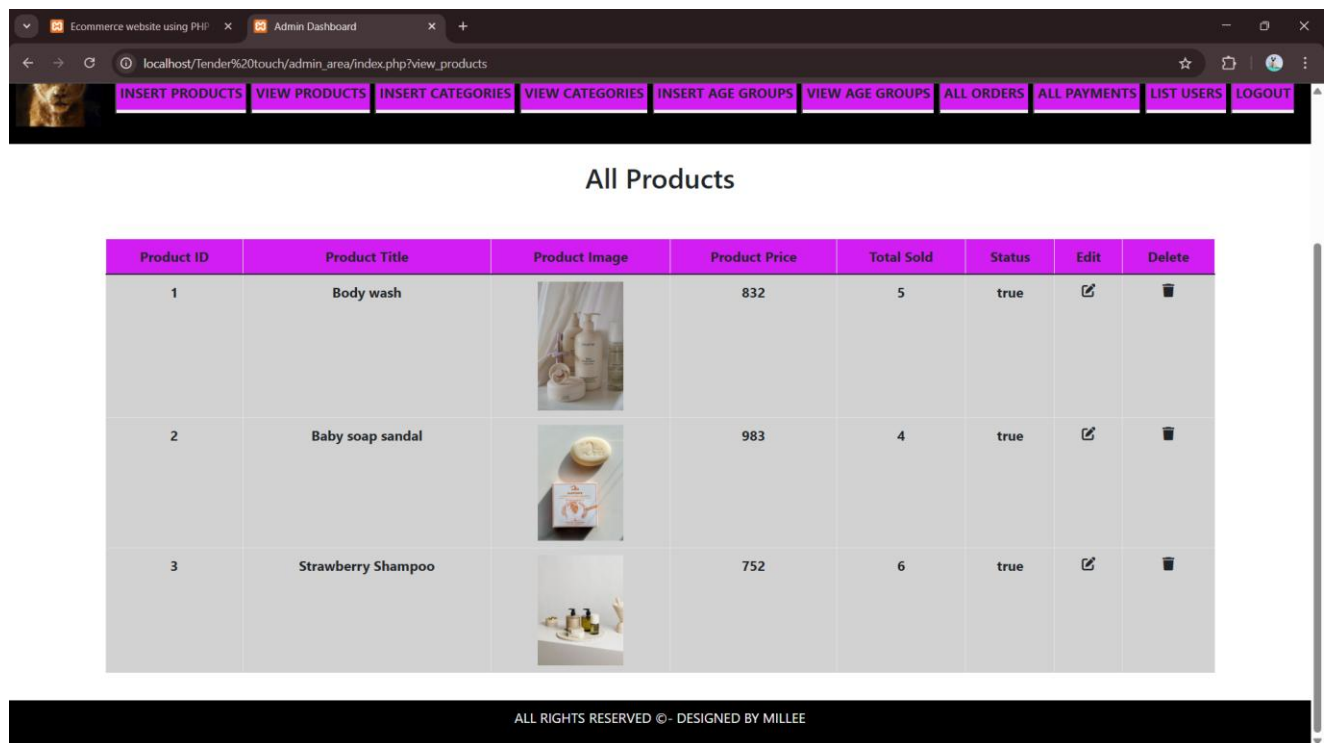 Ecommerce website using PHP
Admin Dashboard
localhost/Tender%20touch/admin_area/index.php?view_products
INSERT PRODUCTS VIEW PRODUCTS INSERT CATEGORIES VIEW CATEGORIES INSERT AGE GROUPS VIEW AGE GROUPS ALL ORDERS ALL PAYMENTS LIST USERS LOGOUT
All Products
Product ID Product Title Product Image Product Price Total Sold Status Edit Delete
1 Body wash 832 5 true
2 Baby soap sandal 983 4 true
3 Strawberry Shampoo 752 6 true
ALL RIGHTS RESERVED ©- DESIGNED BY MILLEE